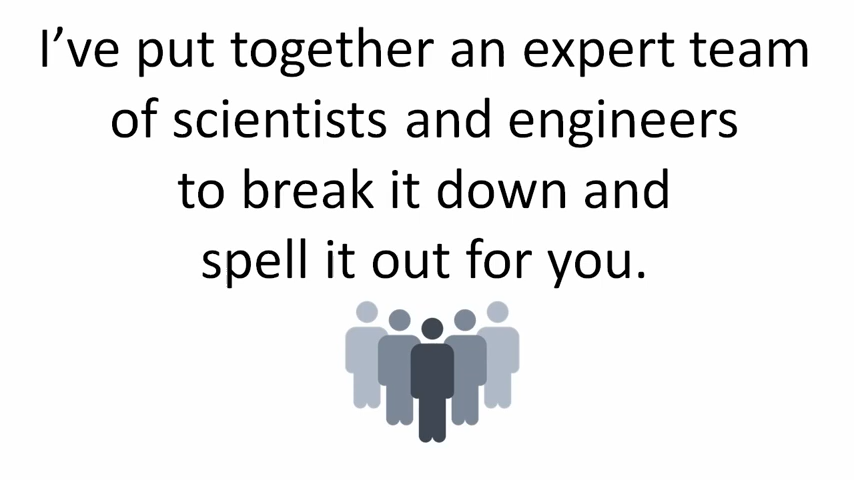 I’ve put together an expert team
of scientists and engineers
to break it down and
spell it out for you.